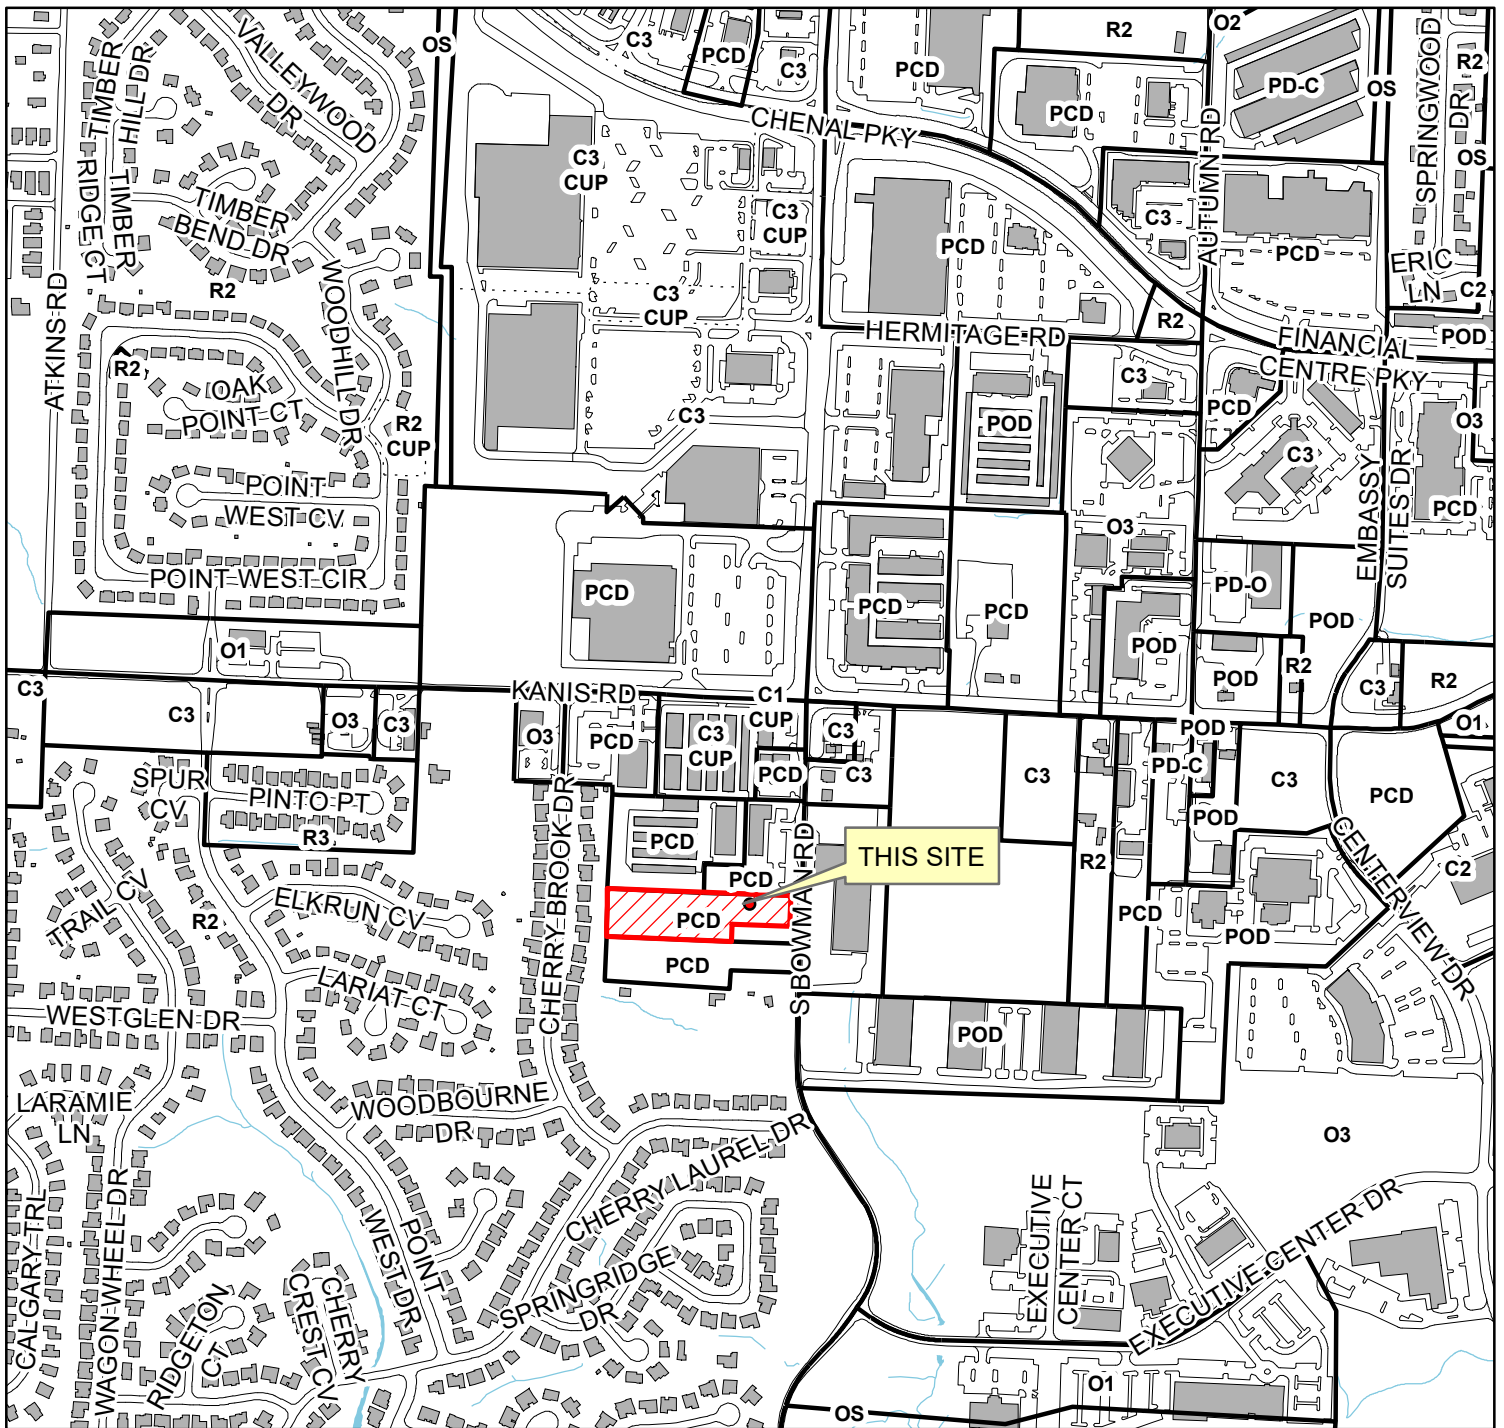 OS
C3
PCD
C3
PCD
R2
O2
PD-C
OS
SPRINGWOOD
DR
R2
OS
TIMBER
RIDGE CT
TIMBER
HILL DR
VALLEYWOOD
DR
TIMBER
BEND DR
CHENAL PKY
PCD
AUTUMN RD
C3
CUP
C3
CUP
C3
PCD
PCD
ERIC
LN
C2
ATKINS RD
R2
WOODHILL DR
C3
CUP
HERMITAGE RD
R2
FINANCIAL
CENTRE PKY
POD
R2
OAK
POINT CT
R2
CUP
C3
POD
C3
PCD
C3
O3
POINT
WEST CV
O3
EMBASSY
SUITES DR
PCD
POINT WEST CIR
PCD
PCD
PCD
PD-O
POD
O1
POD
POD
R2
C3
R2
C3
C3
O3
C3
KANIS RD
C1
CUP
O3
PCD
C3
CUP
PCD
C3
C3
C3
POD
PD-C
POD
C3
PCD
O1
SPUR
CV
PINTO PT
R3
CHERRY BROOK DR
PCD
PCD
S BOWMAN RD
THIS SITE
R2
CENTERVIEW DR
C2
TRAIL CV
R2
ELKRUN CV
PCD
PCD
POD
PCD
LARIAT CT
WESTGLEN DR
POD
LARAMIE
LN
WOODBOURNE
DR
CHERRY LAUREL DR
O3
CALGARY TRL
WAGON WHEEL DR
POINT
WEST DR
EXECUTIVE
CENTER CT
EXECUTIVE CENTER DR
RIDGETON
CT
CHERRY
CREST CV
SPRINGRIDGE
DR
O1
OS